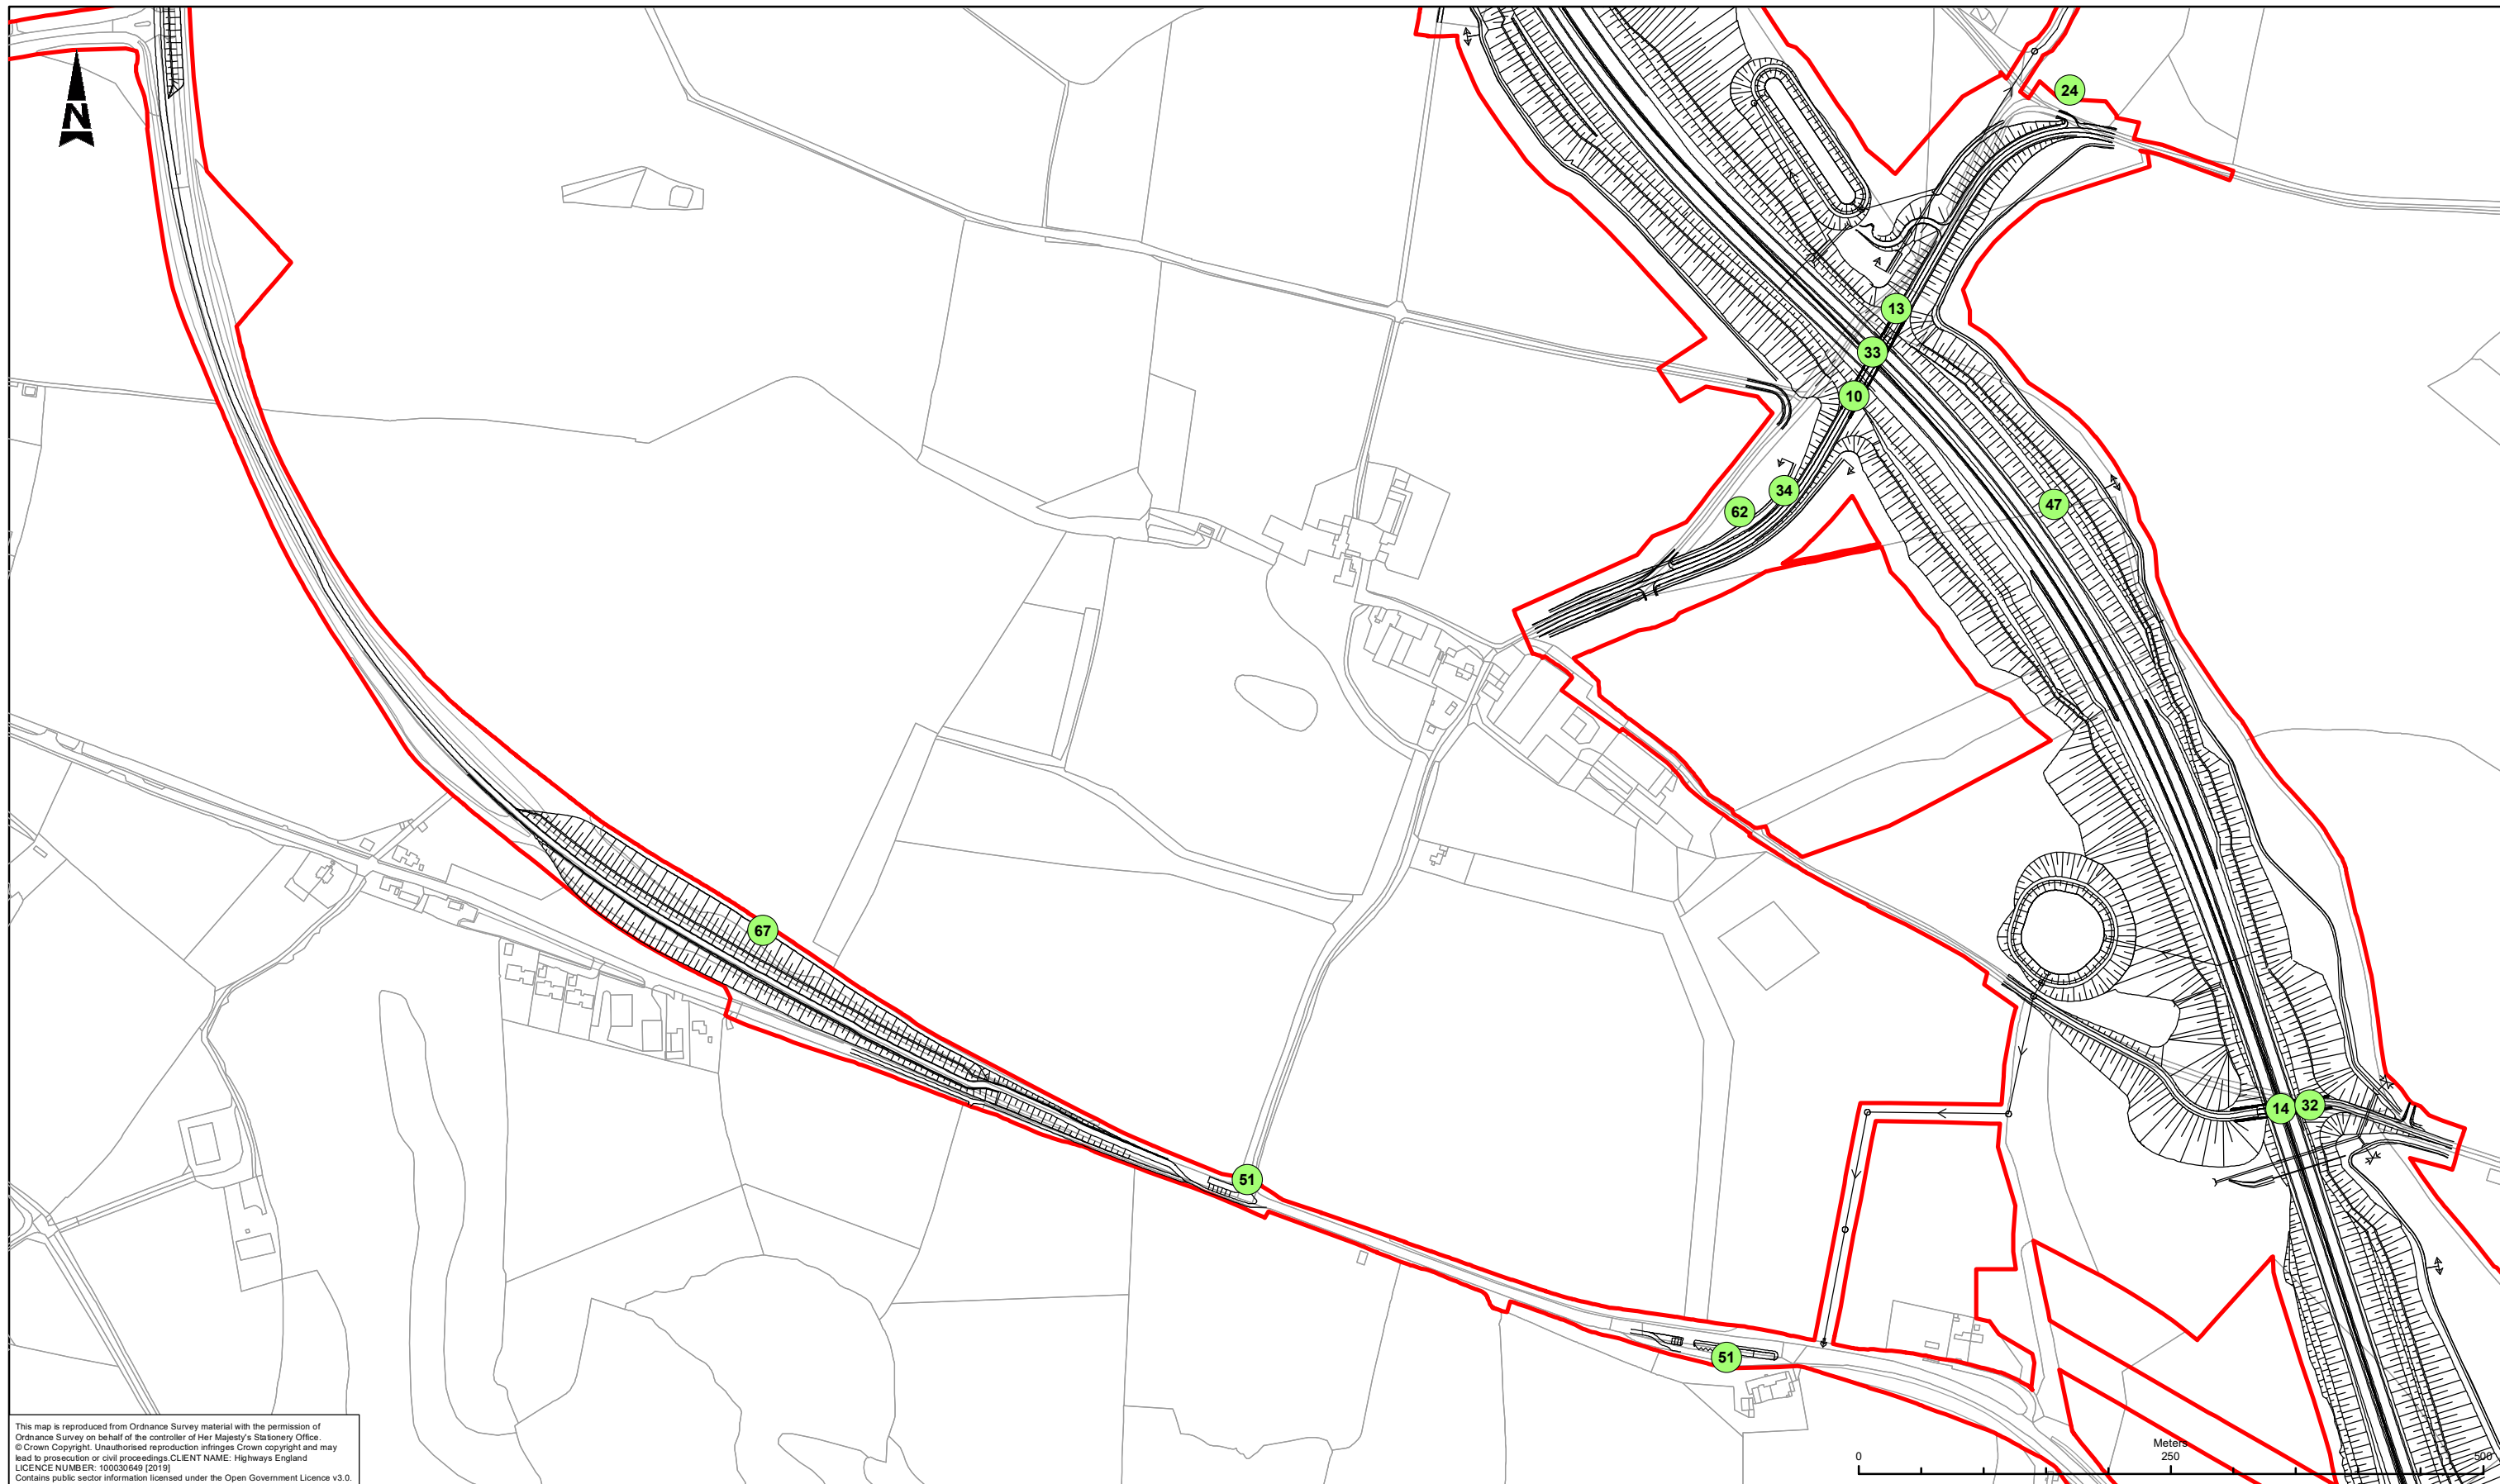 N
24
13
33
10
34
62
47
67
14
32
51
51
This map is reproduced from Ordnance Survey material with the permission of
Ordnance Survey on behalf of the controller of Her Majesty's Stationery Office.
© Crown Copyright. Unauthorised reproduction infringes Crown copyright and may
lead to prosecution or civil proceedings.CLIENT NAME: Highways England
LICENCE NUMBER: 100030649 [2019]
Contains public sector information licensed under the Open Government Licence v3.0.
Meters
0 250 500